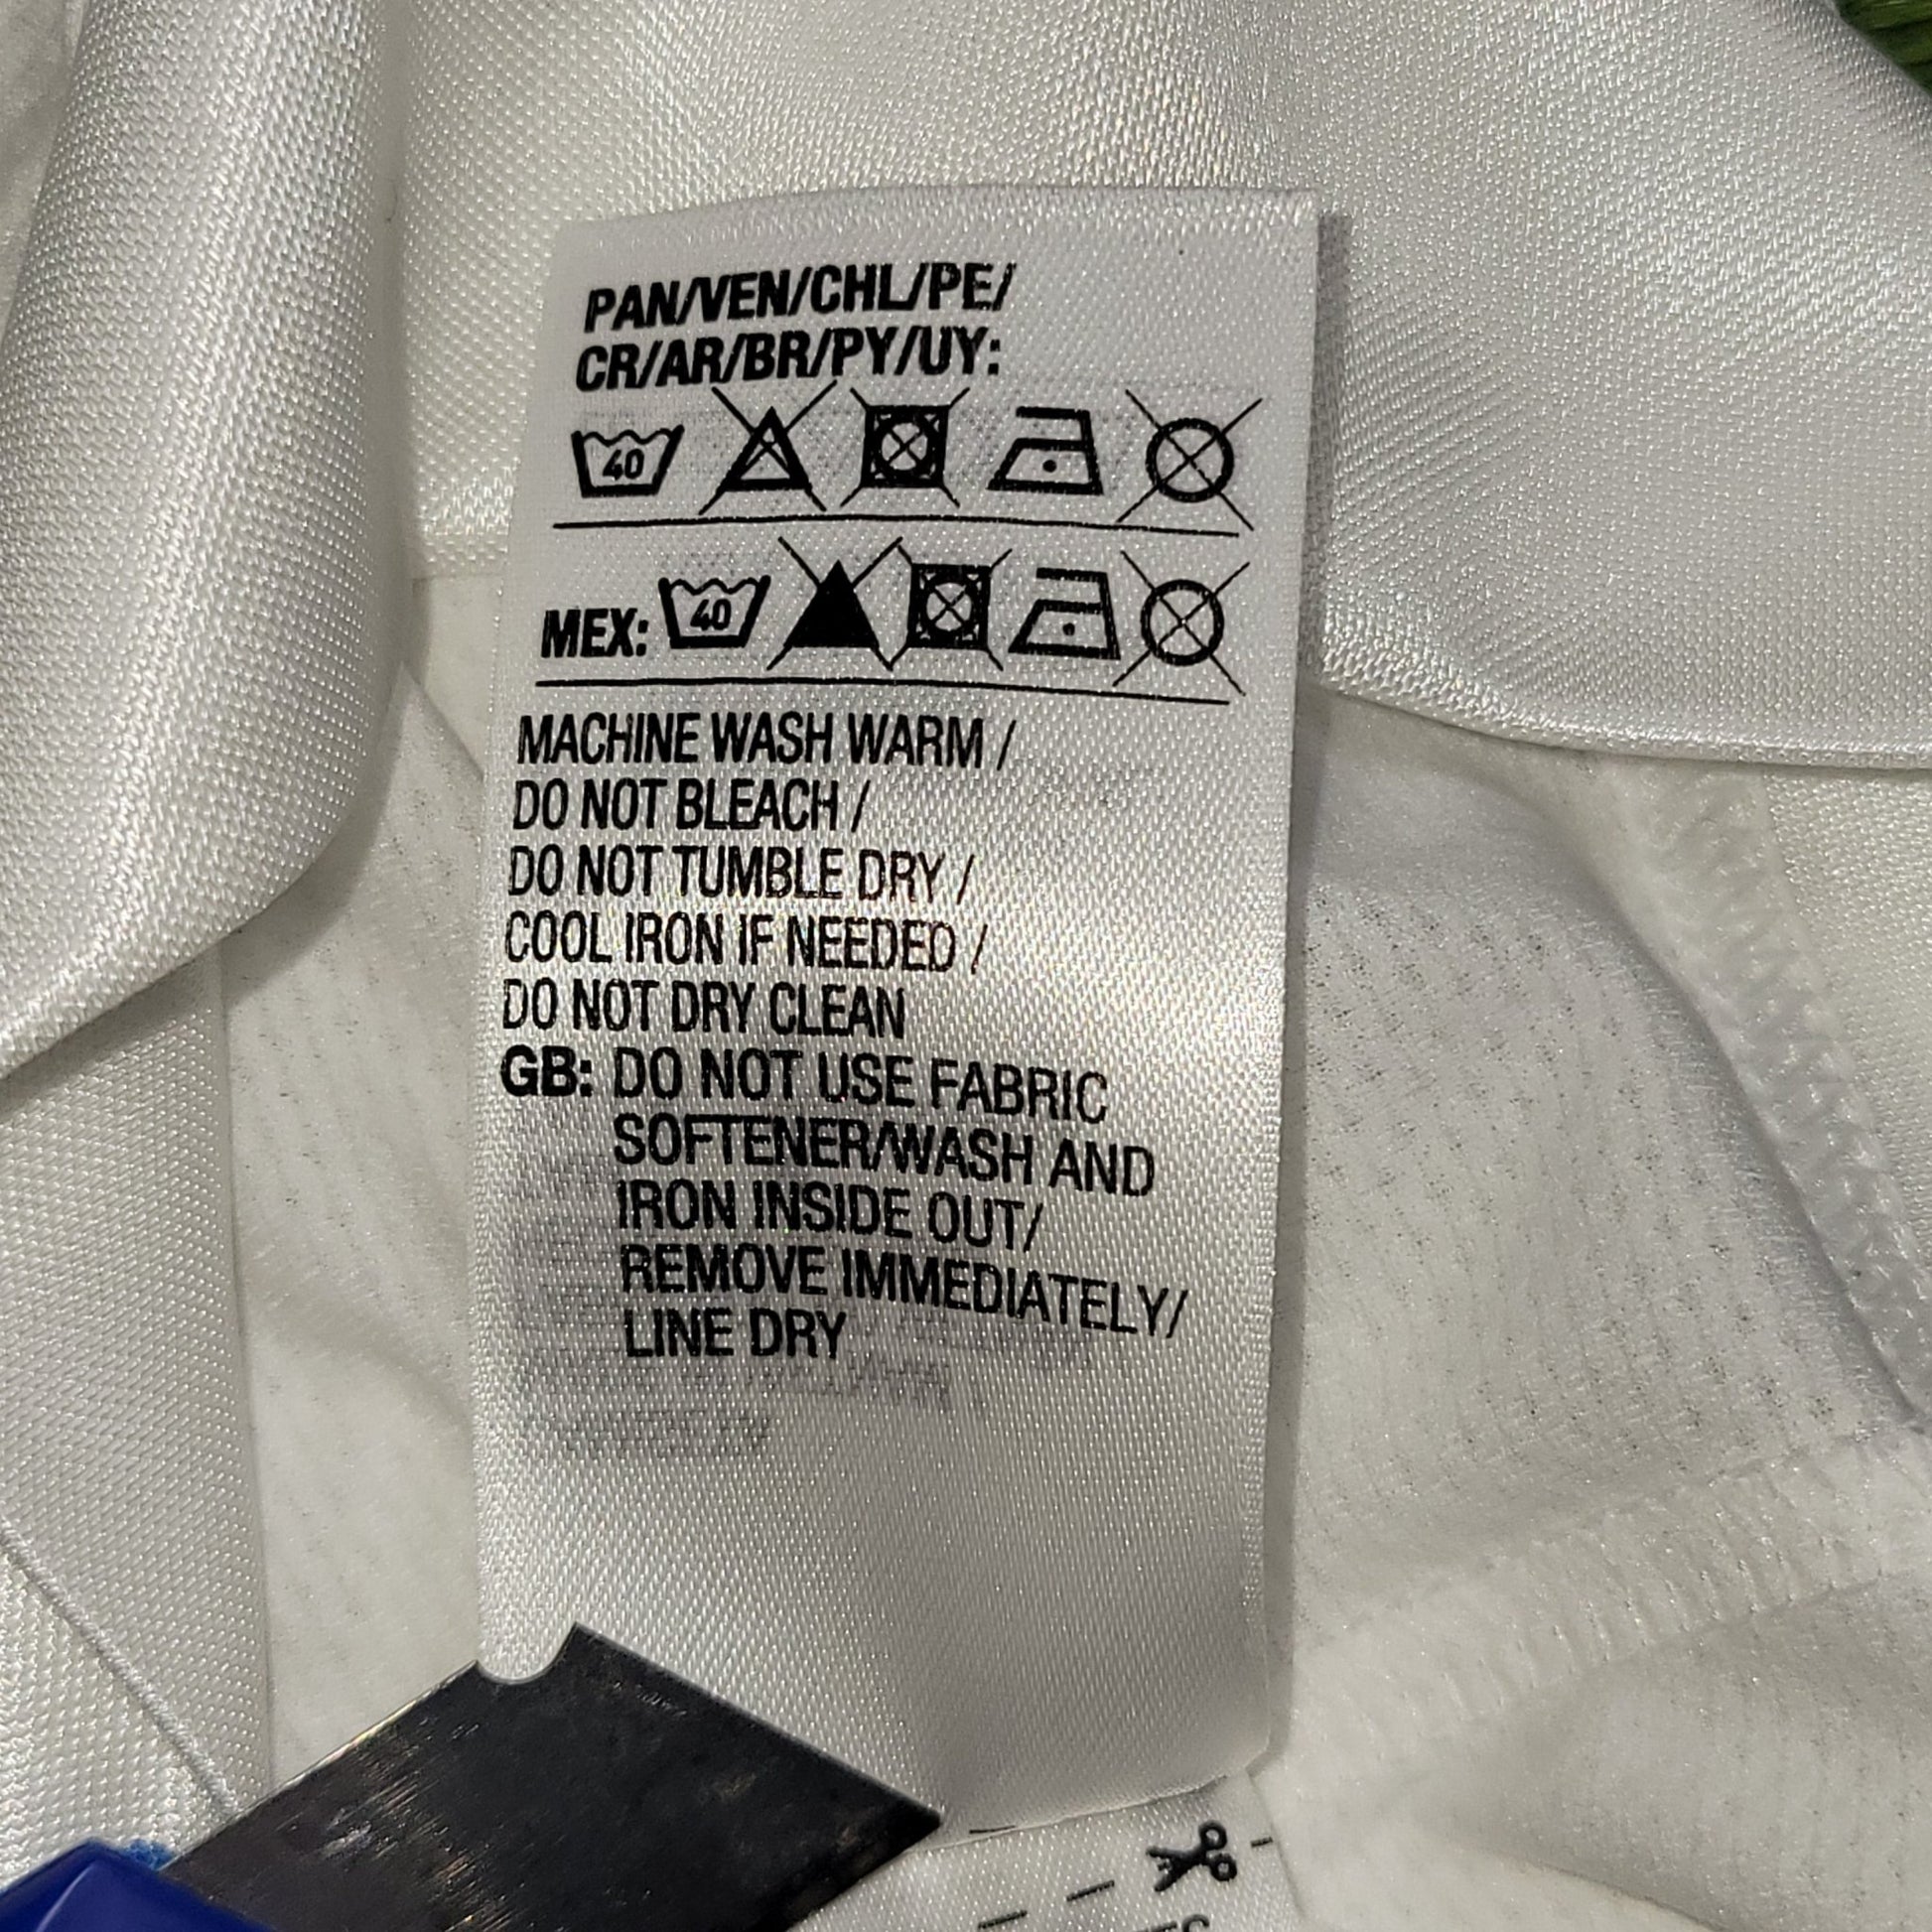 PAN/VEN/CHL/PE/
CR/AR/BR/PY/UY:
40
MEX: 40
MACHINE WASH WARM /
DO NOT BLEACH /
DO NOT TUMBLE DRY /
COOL IRON IF NEEDED /
DO NOT DRY CLEAN
GB: DO NOT USE FABRIC
SOFTENER/WASH AND
IRON INSIDE OUT/
REMOVE IMMEDIATELY/
LINE DRY